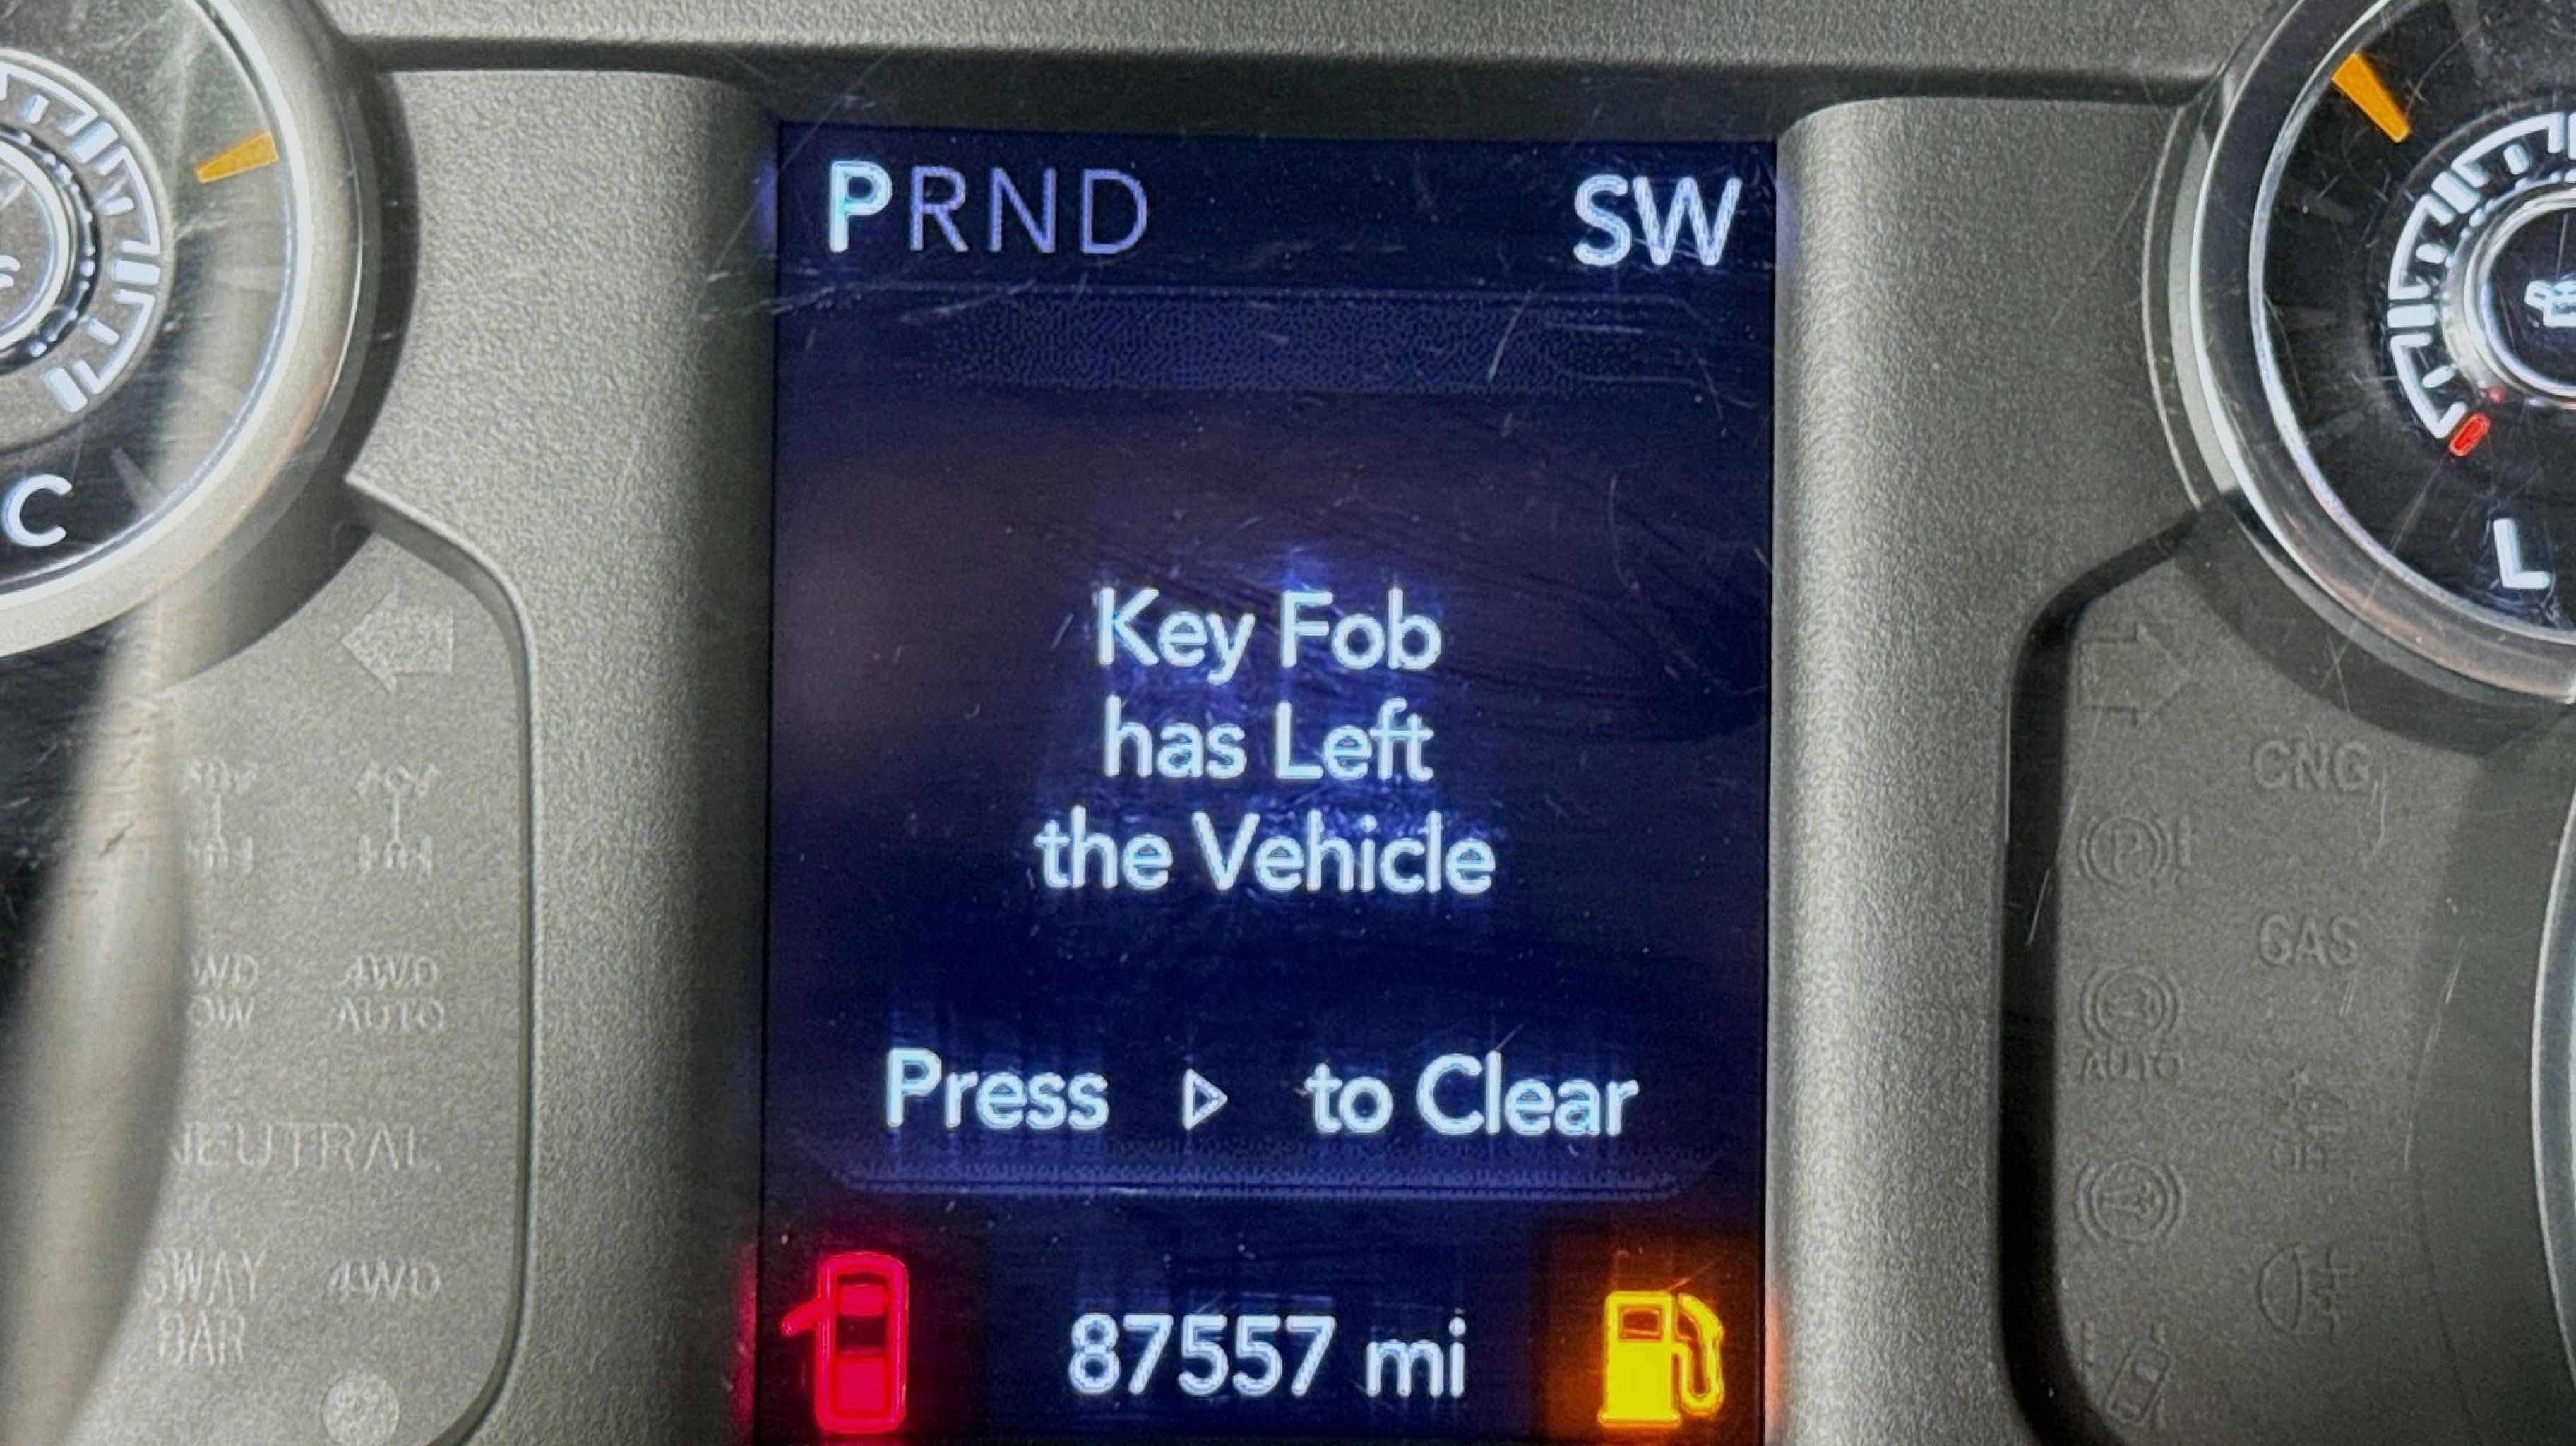 PRND SW
C
L
Key Fob
has Left
the Vehicle
Press ▷ to Clear
87557 mi
4WD
AUTO
NEUTRAL
SWAY
BAR
4WD
CNG
P
GAS
AUTO
OFF